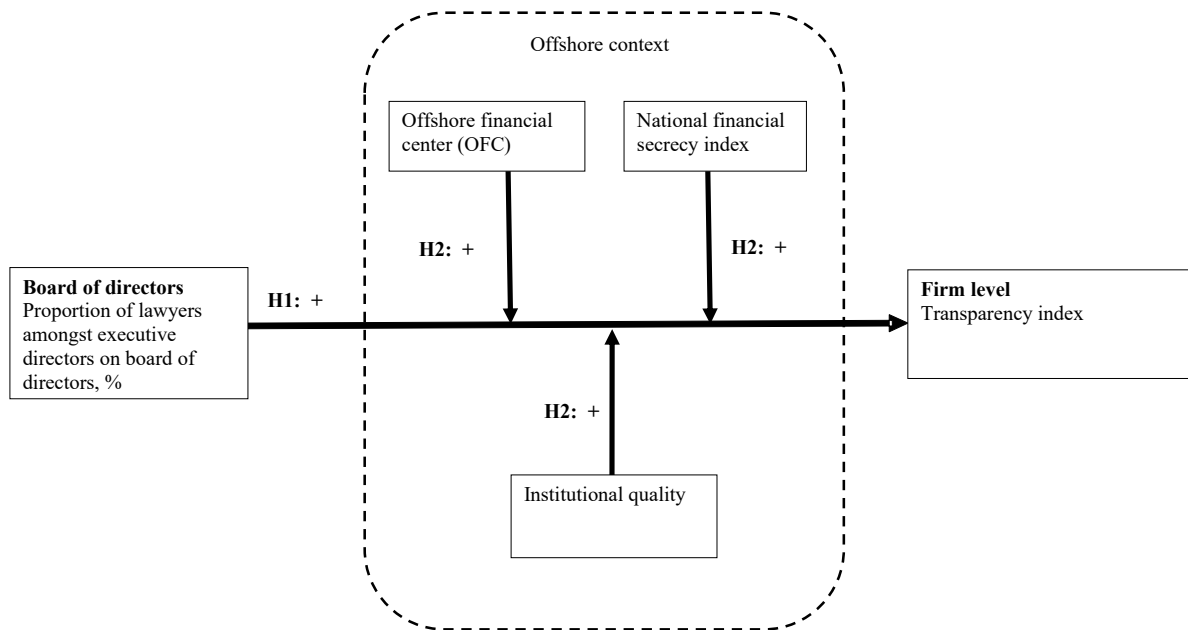 Offshore context
Offshore financial
center (OFC)
National financial
secrecy index
H2: +
H2: +
Board of directors
Proportion of lawyers
amongst executive
directors on board of
directors, %
H1: +
Firm level
Transparency index
H2: +
Institutional quality